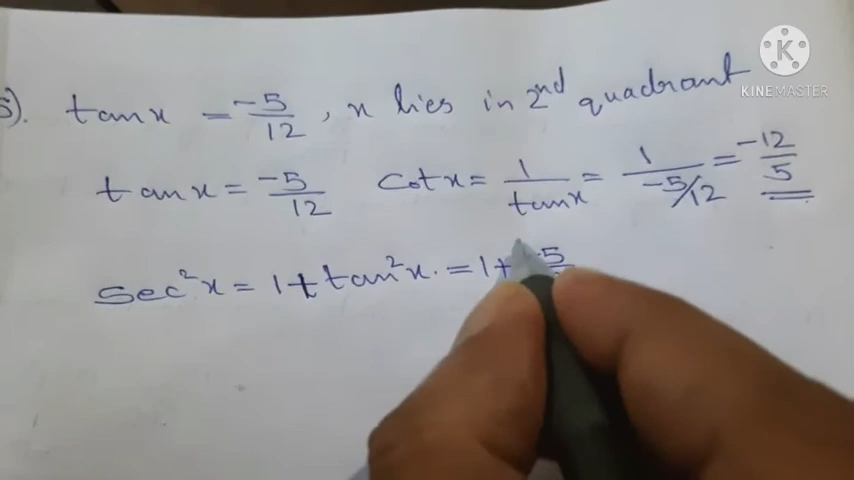 5).
tan x = -5/12, x lies in 2nd quadrant
tan x = -5/12 cot x = 1/tan x = 1/-5/12 = -12/5
sec²x = 1 + tan²x. = 1 + -5
KINEMASTER